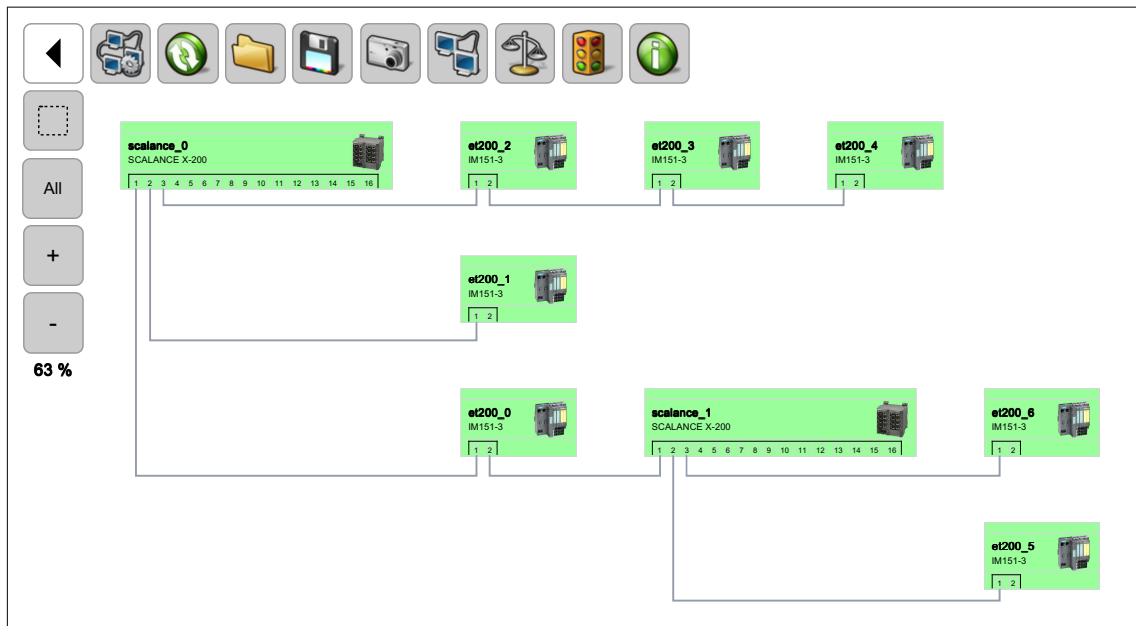 scalance_0
SCALANCE X-200
1 2 3 4 5 6 7 8 9 10 11 12 13 14 15 16
et200_2
IM151-3
1 2
et200_3
IM151-3
1 2
et200_4
IM151-3
1 2
All
+
-
63 %
et200_1
IM151-3
1 2
et200_0
IM151-3
1 2
scalance_1
SCALANCE X-200
1 2 3 4 5 6 7 8 9 10 11 12 13 14 15 16
et200_6
IM151-3
1 2
et200_5
IM151-3
1 2